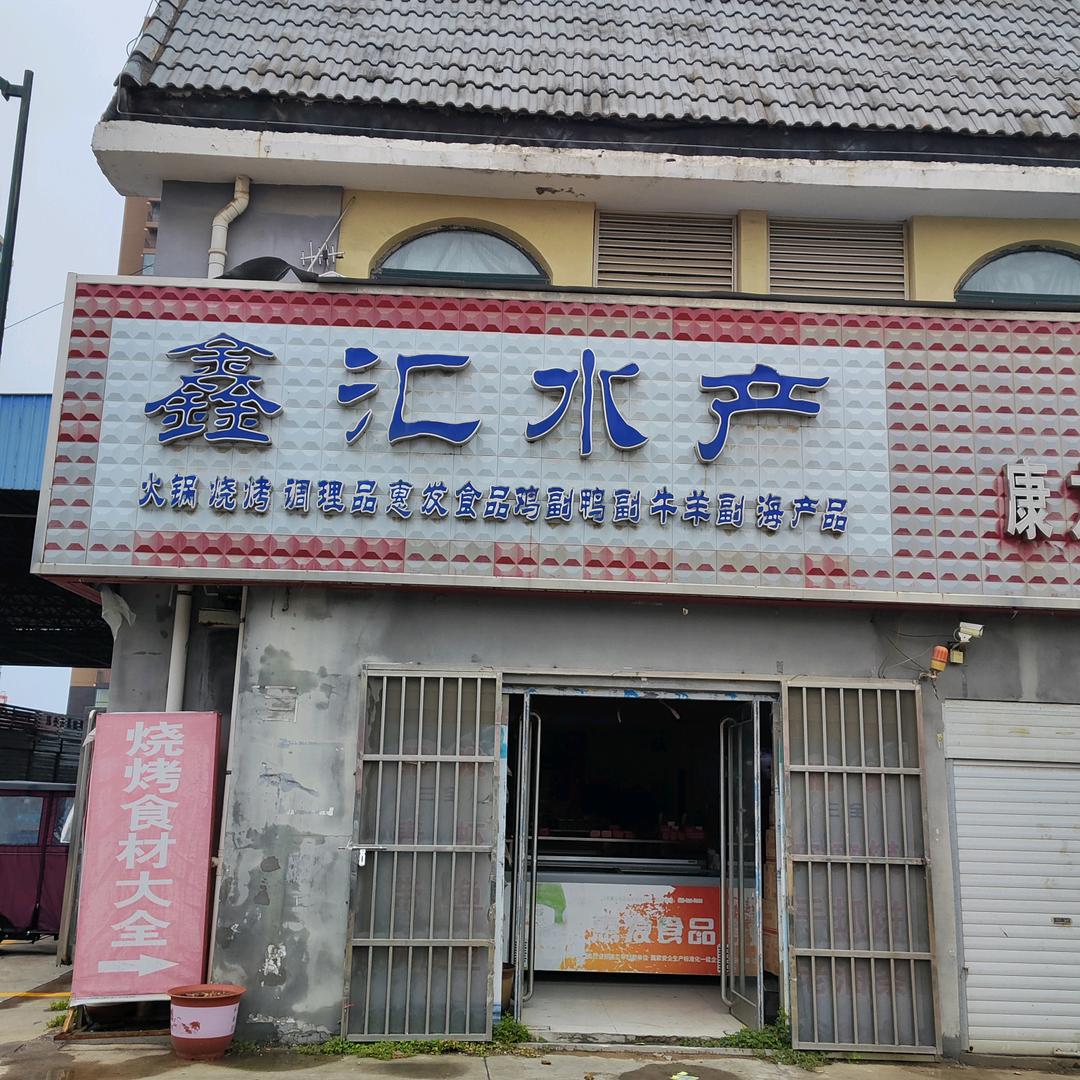 鑫汇水产
火锅 烧烤 调理品惠发食品鸡副鸭副牛羊副海产品
康
烧烤食材大全
发食品